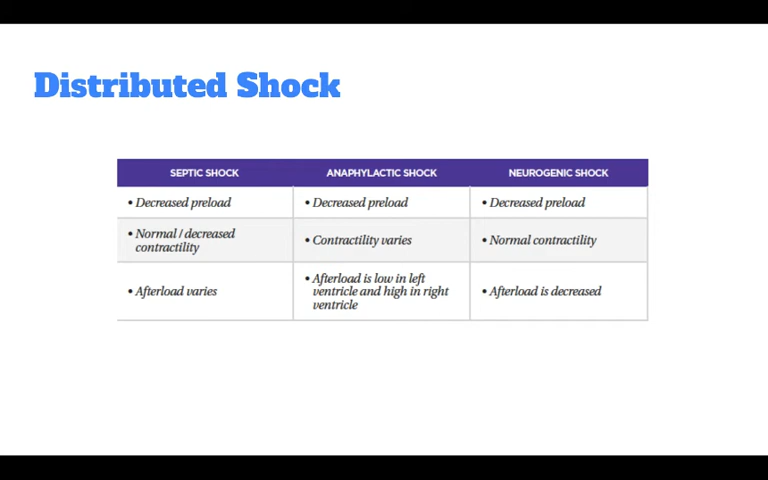 Distributed Shock
SEPTIC SHOCK
ANAPHYLACTIC SHOCK
NEUROGENIC SHOCK
• Decreased preload
• Decreased preload
• Decreased preload
• Normal / decreased
contractility
• Contractility varies
• Normal contractility
• Afterload varies
• Afterload is low in left
ventricle and high in right
ventricle
• Afterload is decreased